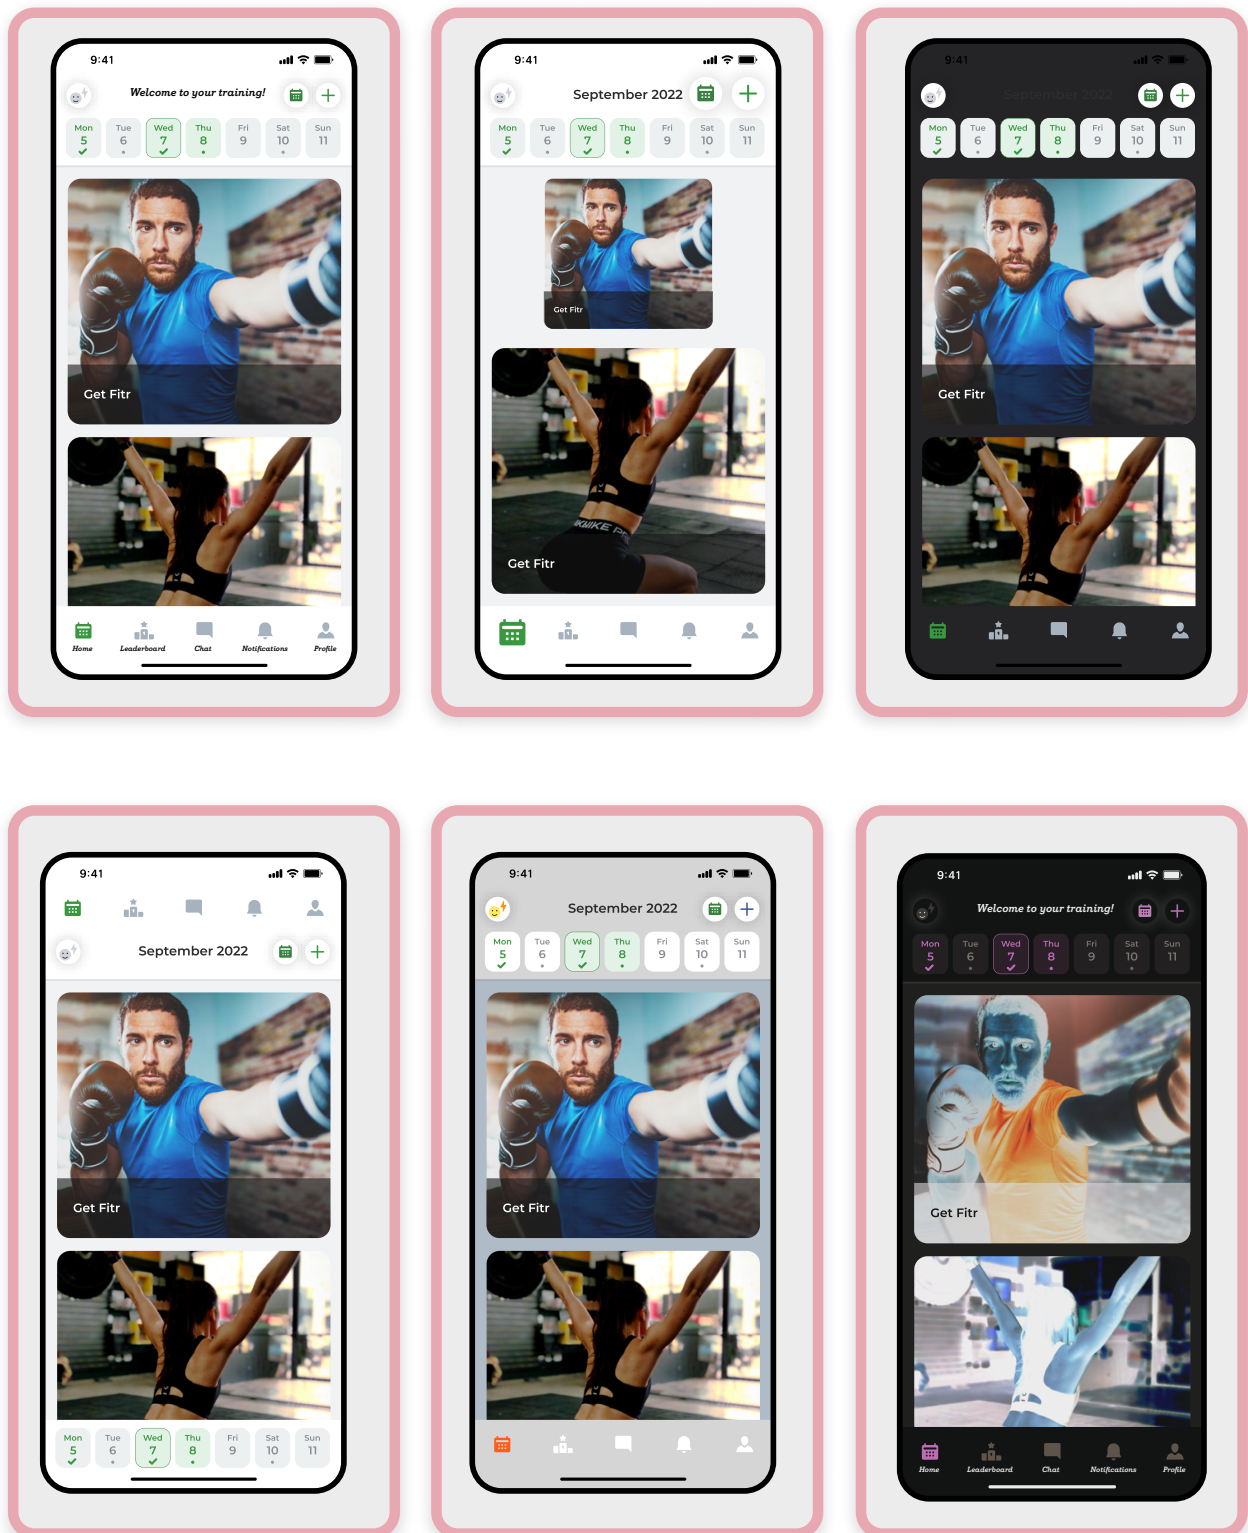 9:41
Welcome to your training!
Mon Tue Wed Thu Fri Sat Sun
5 6 7 8 9 10 11
Get Fitr
Home Leaderboard Chat Notifications Profile
9:41
September 2022
Mon Tue Wed Thu Fri Sat Sun
5 6 7 8 9 10 11
Get Fitr
Get Fitr
9:41
September 2022
Mon Tue Wed Thu Fri Sat Sun
5 6 7 8 9 10 11
Get Fitr
9:41
September 2022
Get Fitr
Mon Tue Wed Thu Fri Sat Sun
5 6 7 8 9 10 11
9:41
September 2022
Mon Tue Wed Thu Fri Sat Sun
5 6 7 8 9 10 11
Get Fitr
9:41
Welcome to your training!
Mon Tue Wed Thu Fri Sat Sun
5 6 7 8 9 10 11
Get Fitr
Home Leaderboard Chat Notifications Profile